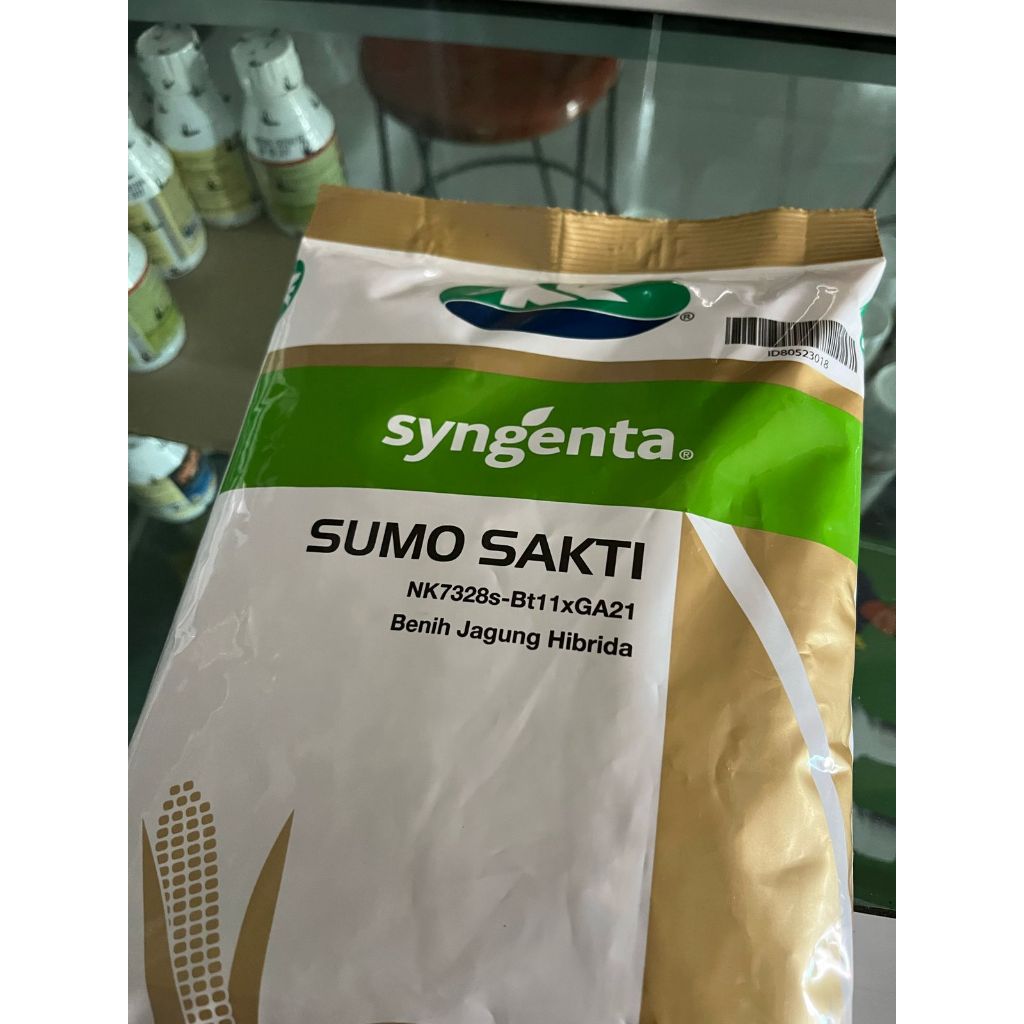 NK®
ID80523018
syngenta®
SUMO SAKTI
NK7328s-Bt11xGA21
Benih Jagung Hibrida